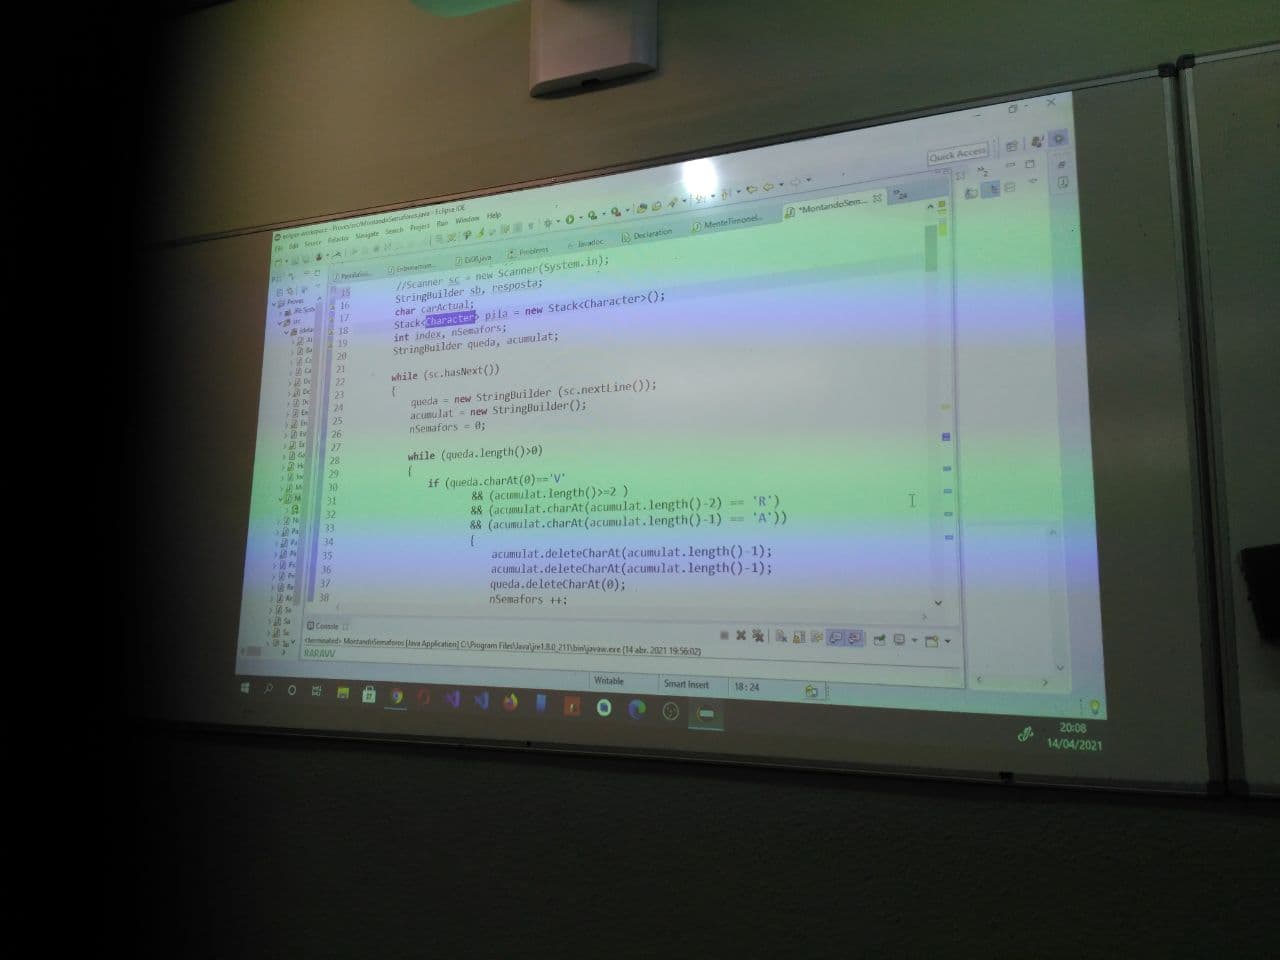 eclipse-workspace - Proves/src/MontandoSemaforos.java - Eclipse IDE
File Edit Source Refactor Navigate Search Project Run Window Help
Quick Access
Problems Javadoc Declaration MenteTimonel... *MontandoSem... 24
15 //Scanner sc = new Scanner(System.in);
16 StringBuilder sb, resposta;
17 char carActual;
18 Stack<Character> pila = new Stack<Character>();
19 int index, nSemafors;
20 StringBuilder queda, acumulat;
21
22 while (sc.hasNext())
23 {
24 queda = new StringBuilder (sc.nextLine());
25 acumulat = new StringBuilder();
26 nSemafors = 0;
27
28 while (queda.length()>0)
29 {
30 if (queda.charAt(0)=='V'
31 && (acumulat.length()>=2 )
32 && (acumulat.charAt(acumulat.length()-2) == 'R')
33 && (acumulat.charAt(acumulat.length()-1) == 'A'))
34 {
35 acumulat.deleteCharAt(acumulat.length()-1);
36 acumulat.deleteCharAt(acumulat.length()-1);
37 queda.deleteCharAt(0);
38 nSemafors ++;
Proves
src
Console
<terminated> MontandoSemaforos [Java Application] C:\Program Files\Java\jre1.8.0_211\bin\javaw.exe (14 abr. 2021 19:56:02)
RARAVV
Writable Smart Insert 18 : 24
20:08
14/04/2021